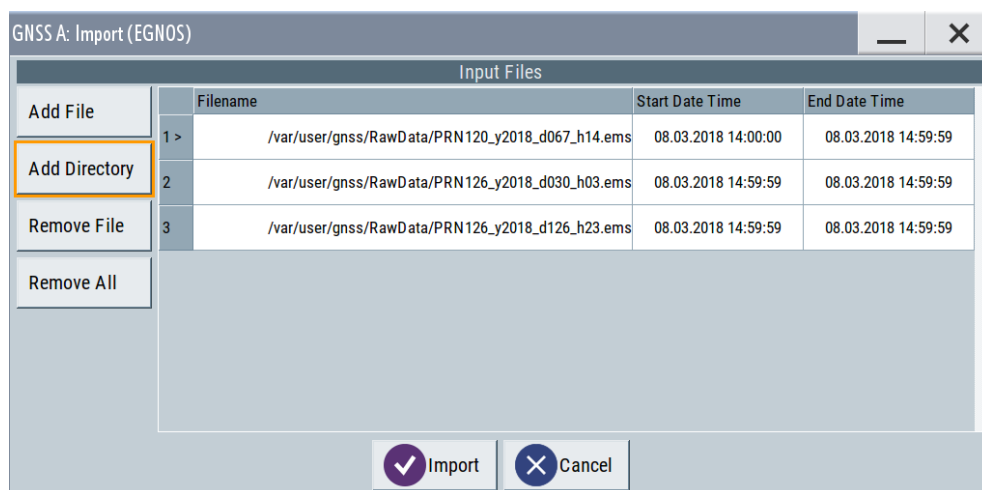 GNSS A: Import (EGNOS)
Input Files
Add File
Add Directory
Remove File
Remove All
Filename Start Date Time End Date Time
1 > /var/user/gnss/RawData/PRN120_y2018_d067_h14.ems 08.03.2018 14:00:00 08.03.2018 14:59:59
2 /var/user/gnss/RawData/PRN126_y2018_d030_h03.ems 08.03.2018 14:59:59 08.03.2018 14:59:59
3 /var/user/gnss/RawData/PRN126_y2018_d126_h23.ems 08.03.2018 14:59:59 08.03.2018 14:59:59
Import Cancel